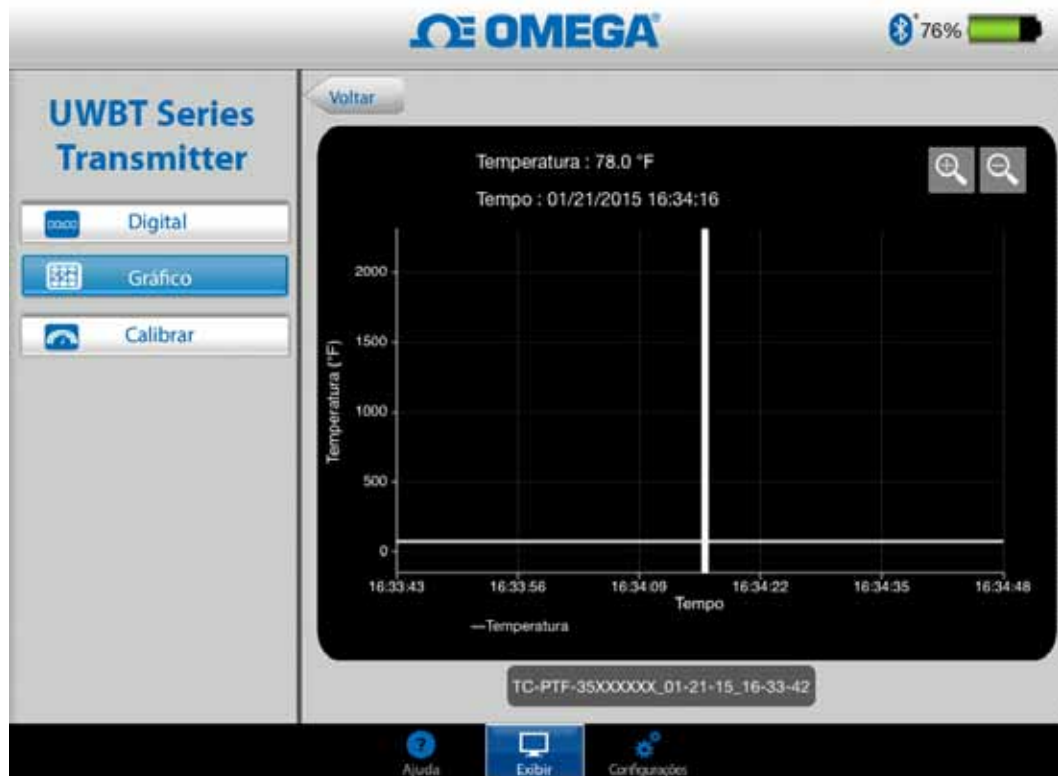 OMEGA
76%
UWBT Series
Transmitter
Digital
Gráfico
Calibrar
Voltar
Temperatura : 78.0 °F
Tempo : 01/21/2015 16:34:16
Temperatura (°F)
2000
1500
1000
500
0
16:33:43 16:33:56 16:34:09 16:34:22 16:34:35 16:34:48
Tempo
Temperatura
TC-PTF-35XXXXXX_01-21-15_16-33-42
Ajuda Exibir Configurações